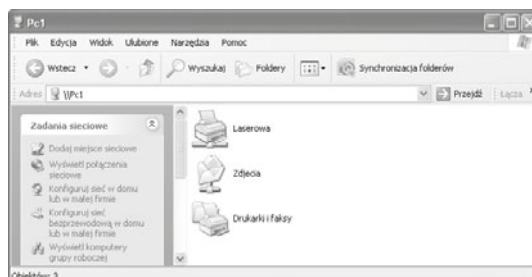 Pc1
Plik Edycja Widok Ulubione Narzędzia Pomoc
Wstecz Wyszukaj Foldery Synchronizacja folderów
Adres \\Pc1 Przejdź Łącza »
Zadania sieciowe
Dodaj miejsce sieciowe
Wyświetl połączenia
sieciowe
Konfiguruj sieć w domu
lub w małej firmie
Konfiguruj sieć
bezprzewodową w domu
lub w małej firmie
Wyświetl komputery
grupy roboczej
Laserowa
Zdjecia
Drukarki i faksy
Obiektów: 3